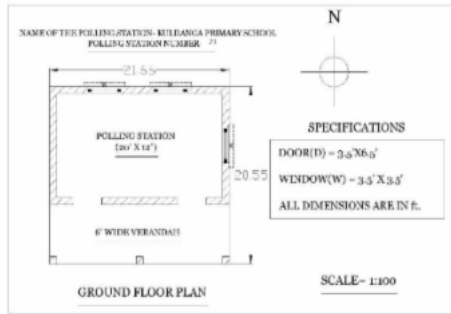 NAME OF THE POLLING STATION- KULDANGA PRIMARY SCHOOL
POLLING STATION NUMBER
21.55
N
POLLING STATION
(20' X 12')
20.55
SPECIFICATIONS
DOOR(D) = 3.5'X6.5'
WINDOW(W) = 3.5' X 3.5'
ALL DIMENSIONS ARE IN ft.
6' WIDE VERANDAH
GROUND FLOOR PLAN
SCALE= 1:100